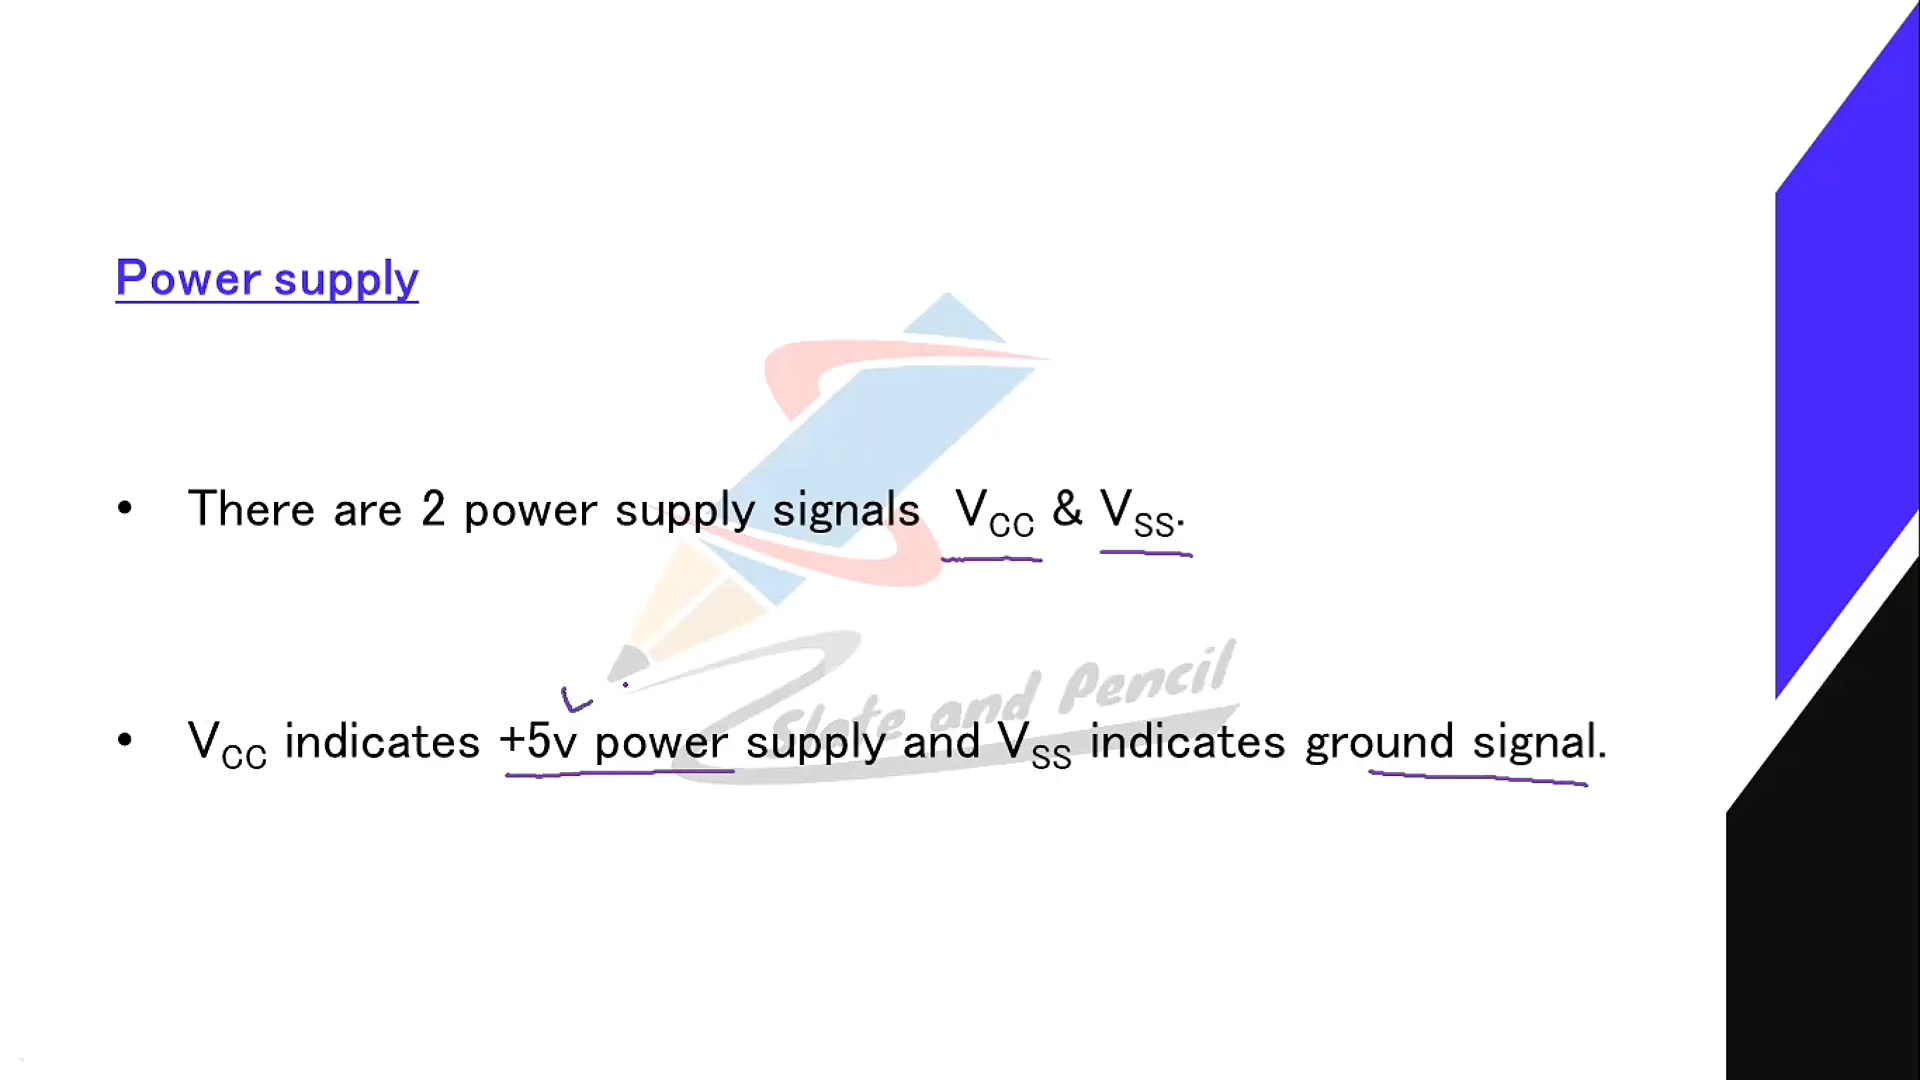 Power supply
• There are 2 power supply signals V_CC & V_SS.
Slate and Pencil
• V_CC indicates +5v power supply and V_SS indicates ground signal.